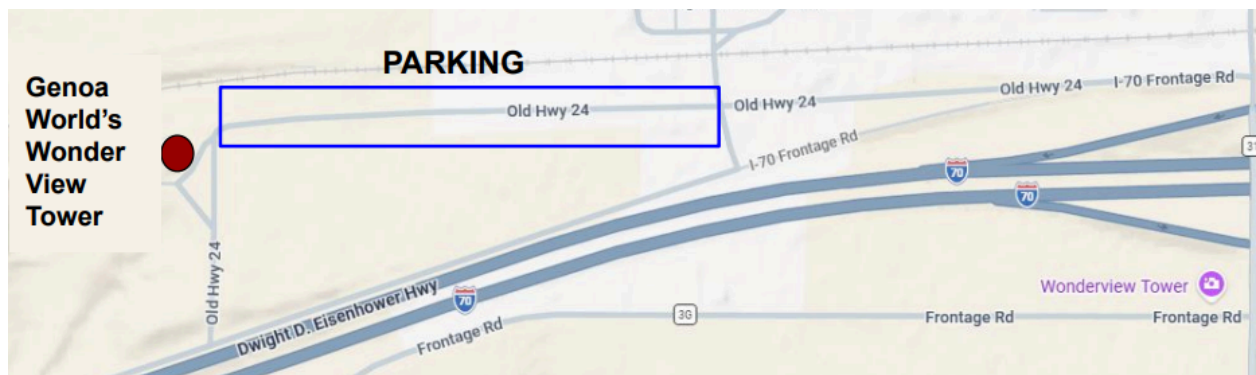 PARKING
Genoa
World's
Wonder
View
Tower
Old Hwy 24
Old Hwy 24
Old Hwy 24
I-70 Frontage Rd
I-70 Frontage Rd
70
70
Old Hwy 24
Dwight D. Eisenhower Hwy
70
Frontage Rd
3G
Wonderview Tower
Frontage Rd
Frontage Rd